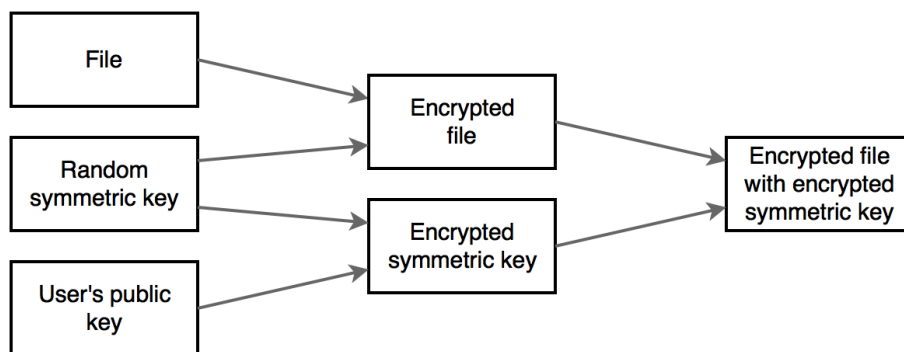 File
Random
symmetric key
User's public
key
Encrypted
file
Encrypted
symmetric key
Encrypted file
with encrypted
symmetric key